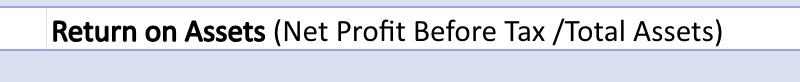 Return on Assets (Net Profit Before Tax /Total Assets)